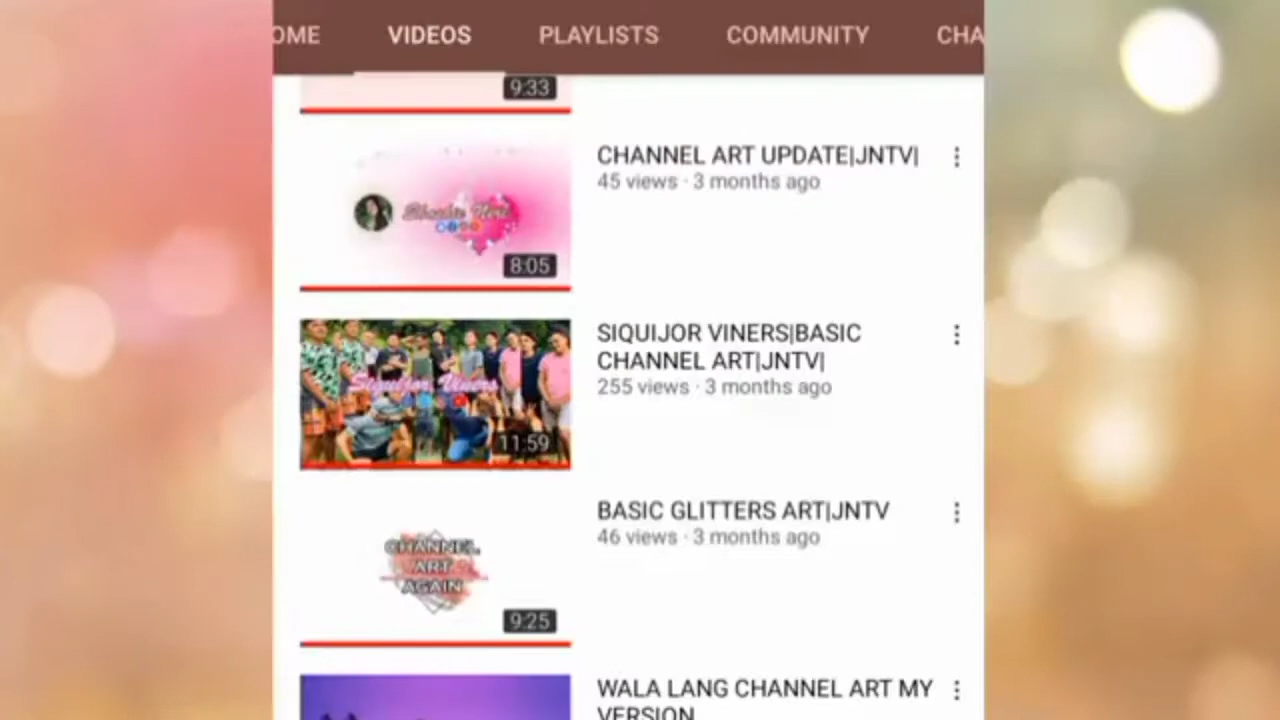 OME VIDEOS PLAYLISTS COMMUNITY CHA
9:33
CHANNEL ART UPDATE|JNTV|
45 views · 3 months ago
8:05
SIQUIJOR VINERS|BASIC
CHANNEL ART|JNTV|
255 views · 3 months ago
Siquijor Viners
11:59
BASIC GLITTERS ART|JNTV
46 views · 3 months ago
CHANNEL
ART
AGAIN
9:25
WALA LANG CHANNEL ART MY
VERSION